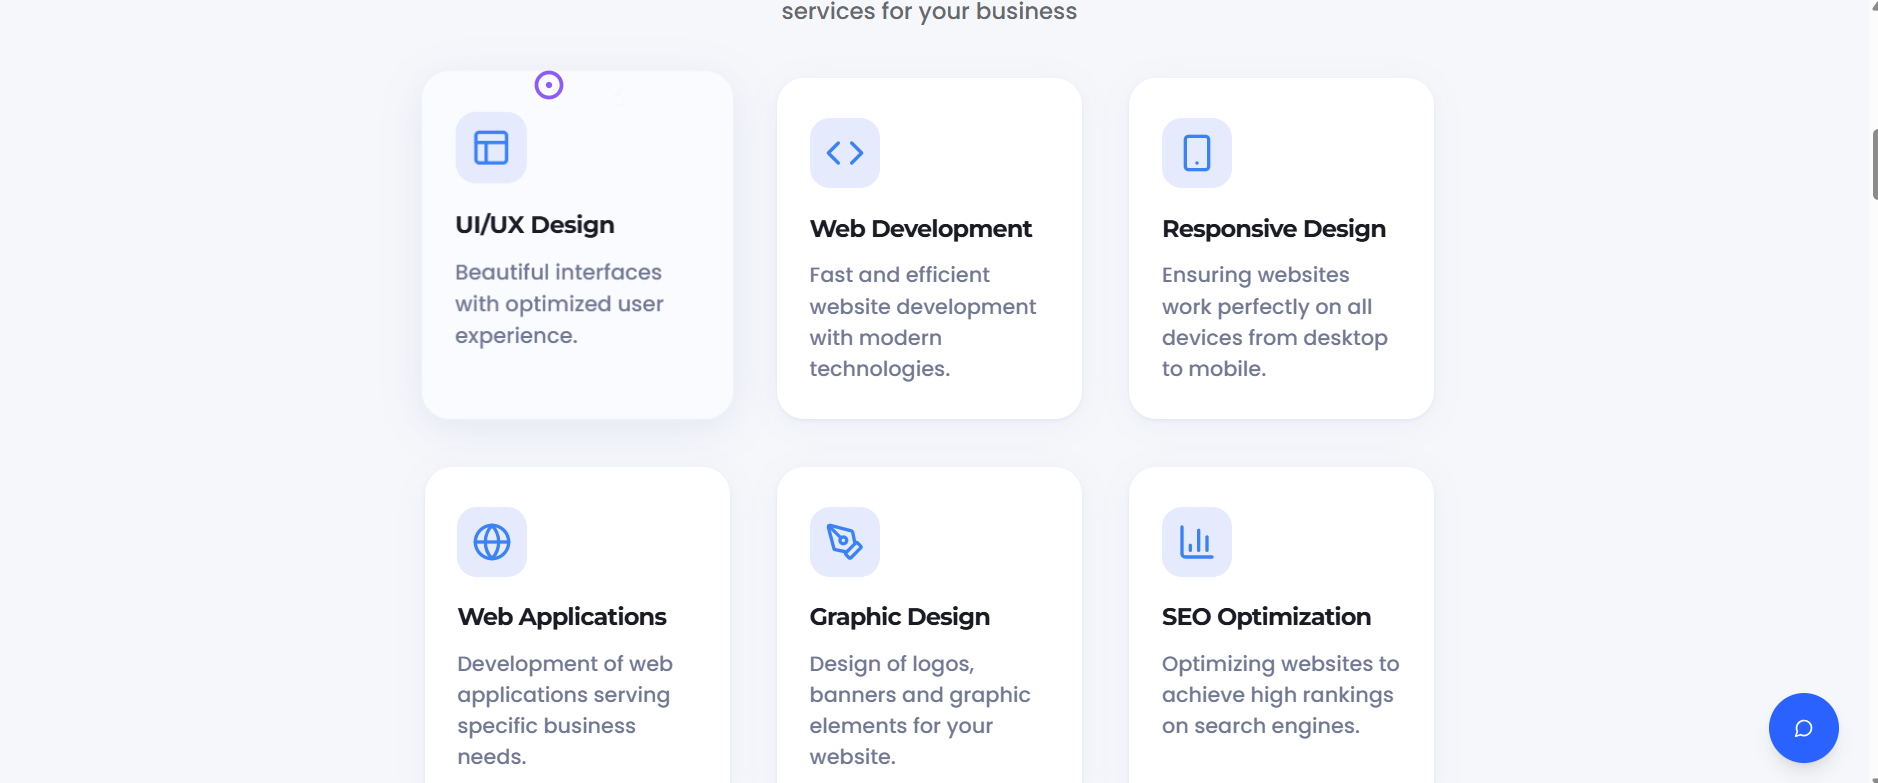 services for your business
UI/UX Design
Beautiful interfaces
with optimized user
experience.
Web Development
Fast and efficient
website development
with modern
technologies.
Responsive Design
Ensuring websites
work perfectly on all
devices from desktop
to mobile.
Web Applications
Development of web
applications serving
specific business
needs.
Graphic Design
Design of logos,
banners and graphic
elements for your
website.
SEO Optimization
Optimizing websites to
achieve high rankings
on search engines.